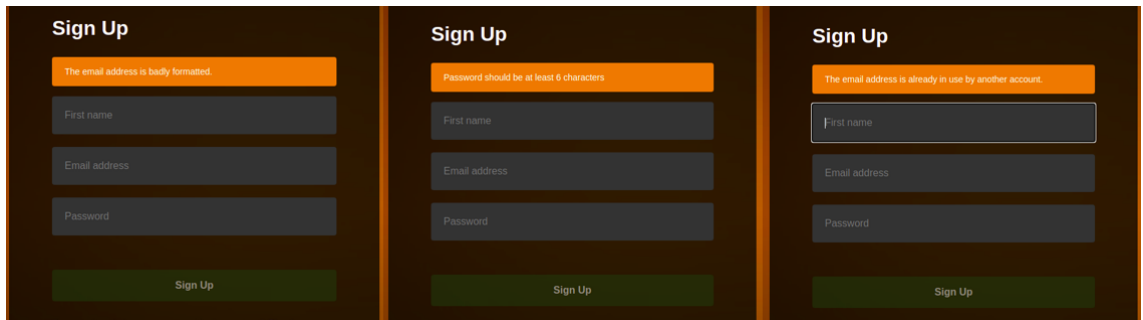 Sign Up
The email address is badly formatted.
First name
Email address
Password
Sign Up
Sign Up
Password should be at least 6 characters
First name
Email address
Password
Sign Up
Sign Up
The email address is already in use by another account.
First name
Email address
Password
Sign Up